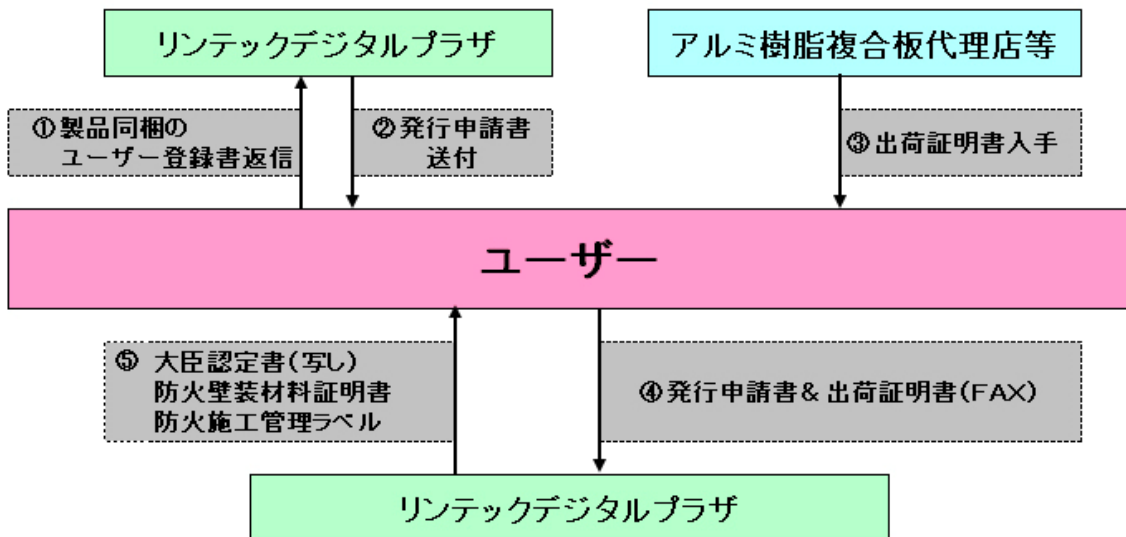 リンテックデジタルプラザ
アルミ樹脂複合板代理店等
①製品同梱の
ユーザー登録書返信
②発行申請書
送付
③出荷証明書入手
ユーザー
⑤ 大臣認定書(写し)
防火壁装材料証明書
防火施工管理ラベル
④発行申請書&出荷証明書(FAX)
リンテックデジタルプラザ